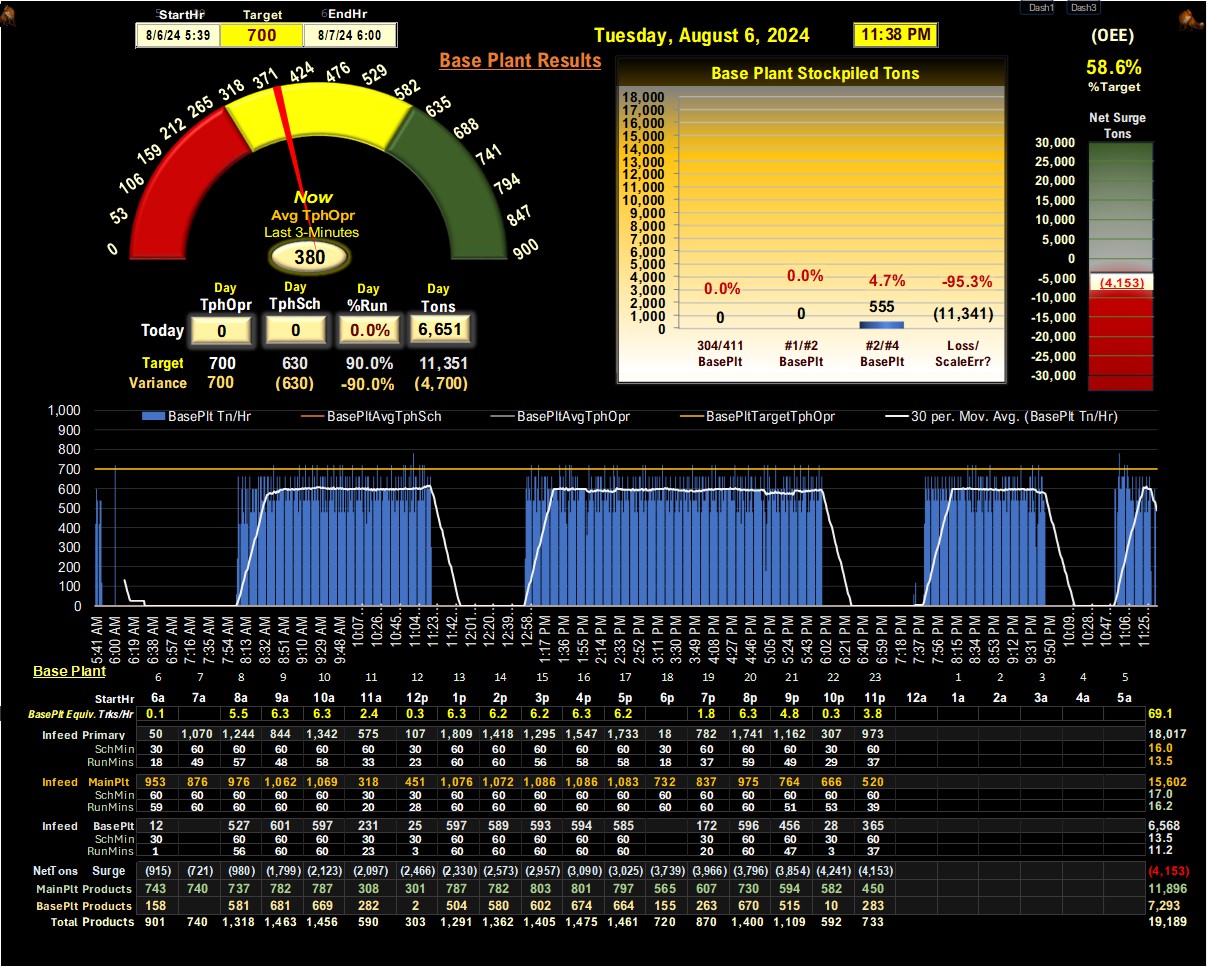 StartHr Target EndHr
8/6/24 5:39 700 8/7/24 6:00
Tuesday, August 6, 2024 11:38 PM
Dash1 Dash3
(OEE)
58.6%
%Target
Base Plant Results
0 53 106 159 212 265 318 371 424 476 529 582 635 688 741 794 847 900
Now
Avg TphOpr
Last 3-Minutes
380
Day Day Day Day
TphOpr TphSch %Run Tons
Today 0 0 0.0% 6,651
Target 700 630 90.0% 11,351
Variance 700 (630) -90.0% (4,700)
Base Plant Stockpiled Tons
18,000
17,000
16,000
15,000
14,000
13,000
12,000
11,000
10,000
9,000
8,000
7,000
6,000
5,000
4,000
3,000
2,000
1,000
0
0.0% 0.0% 4.7% -95.3%
0 0 555 (11,341)
304/411 #1/#2 #2/#4 Loss/
BasePlt BasePlt BasePlt ScaleErr?
Net Surge
Tons
30,000
25,000
20,000
15,000
10,000
5,000
0
-5,000
-10,000
-15,000
-20,000
-25,000
-30,000
(4,153)
BasePlt Tn/Hr BasePltAvgTphSch BasePltAvgTphOpr BasePltTargetTphOpr 30 per. Mov. Avg. (BasePlt Tn/Hr)
1,000
900
800
700
600
500
400
300
200
100
0
5:41 AM 6:00 AM 6:19 AM 6:38 AM 6:57 AM 7:16 AM 7:35 AM 7:54 AM 8:13 AM 8:32 AM 8:51 AM 9:10 AM 9:29 AM 9:48 AM 10:07... 10:26... 10:45... 11:04... 11:23... 11:42... 12:01... 12:20... 12:39... 12:58... 1:17 PM 1:36 PM 1:55 PM 2:14 PM 2:33 PM 2:52 PM 3:11 PM 3:30 PM 3:49 PM 4:08 PM 4:27 PM 4:46 PM 5:05 PM 5:24 PM 5:43 PM 6:02 PM 6:21 PM 6:40 PM 6:59 PM 7:18 PM 7:37 PM 7:56 PM 8:15 PM 8:34 PM 8:53 PM 9:12 PM 9:31 PM 9:50 PM 10:09... 10:28... 10:47... 11:06... 11:25...
Base Plant
6 7 8 9 10 11 12 13 14 15 16 17 18 19 20 21 22 23 1 2 3 4 5
StartHr 6a 7a 8a 9a 10a 11a 12p 1p 2p 3p 4p 5p 6p 7p 8p 9p 10p 11p 12a 1a 2a 3a 4a 5a
BasePlt Equiv. Trks/Hr 0.1 5.5 6.3 6.3 2.4 0.3 6.3 6.2 6.2 6.3 6.2 1.8 6.3 4.8 0.3 3.8 69.1
Infeed Primary 50 1,070 1,244 844 1,342 575 107 1,809 1,418 1,295 1,547 1,733 18 782 1,741 1,162 307 973 18,017
SchMin 30 60 60 60 60 30 30 60 60 60 60 60 30 60 60 60 30 60 16.0
RunMins 18 49 57 48 58 33 23 60 60 56 58 58 18 37 59 49 29 37 13.5
Infeed MainPlt 953 876 976 1,062 1,069 318 451 1,076 1,072 1,086 1,086 1,083 732 837 975 764 666 520 15,602
SchMin 60 60 60 60 60 30 30 60 60 60 60 60 60 60 60 60 60 60 17.0
RunMins 59 60 60 60 60 20 28 60 60 60 60 60 60 60 60 51 53 39 16.2
Infeed BasePlt 12 527 601 597 231 25 597 589 593 594 585 172 596 456 28 365 6,568
SchMin 30 60 60 60 30 30 60 60 60 60 60 30 60 60 30 60 13.5
RunMins 1 56 60 60 23 3 60 60 60 60 60 20 60 47 3 37 11.2
NetTons Surge (915) (721) (980) (1,799) (2,123) (2,097) (2,466) (2,330) (2,573) (2,957) (3,090) (3,025) (3,739) (3,966) (3,796) (3,854) (4,241) (4,153) (4,153)
MainPlt Products 743 740 737 782 787 308 301 787 782 803 801 797 565 607 730 594 582 450 11,896
BasePlt Products 158 581 681 669 282 2 504 580 602 674 664 155 263 670 515 10 283 7,293
Total Products 901 740 1,318 1,463 1,456 590 303 1,291 1,362 1,405 1,475 1,461 720 870 1,400 1,109 592 733 19,189